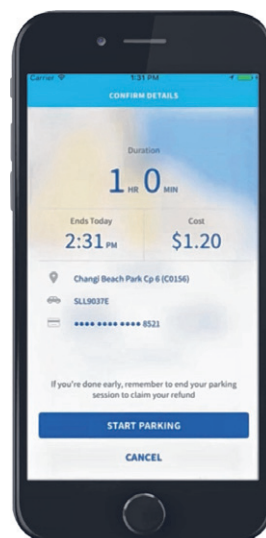 Carrier 1:31 PM
CONFIRM DETAILS
Duration
1 HR 0 MIN
Ends Today Cost
2:31 PM $1.20
Changi Beach Park Cp 6 (C0156)
SLL9037E
•••• •••• •••• 8521
If you're done early, remember to end your parking
session to claim your refund
START PARKING
CANCEL